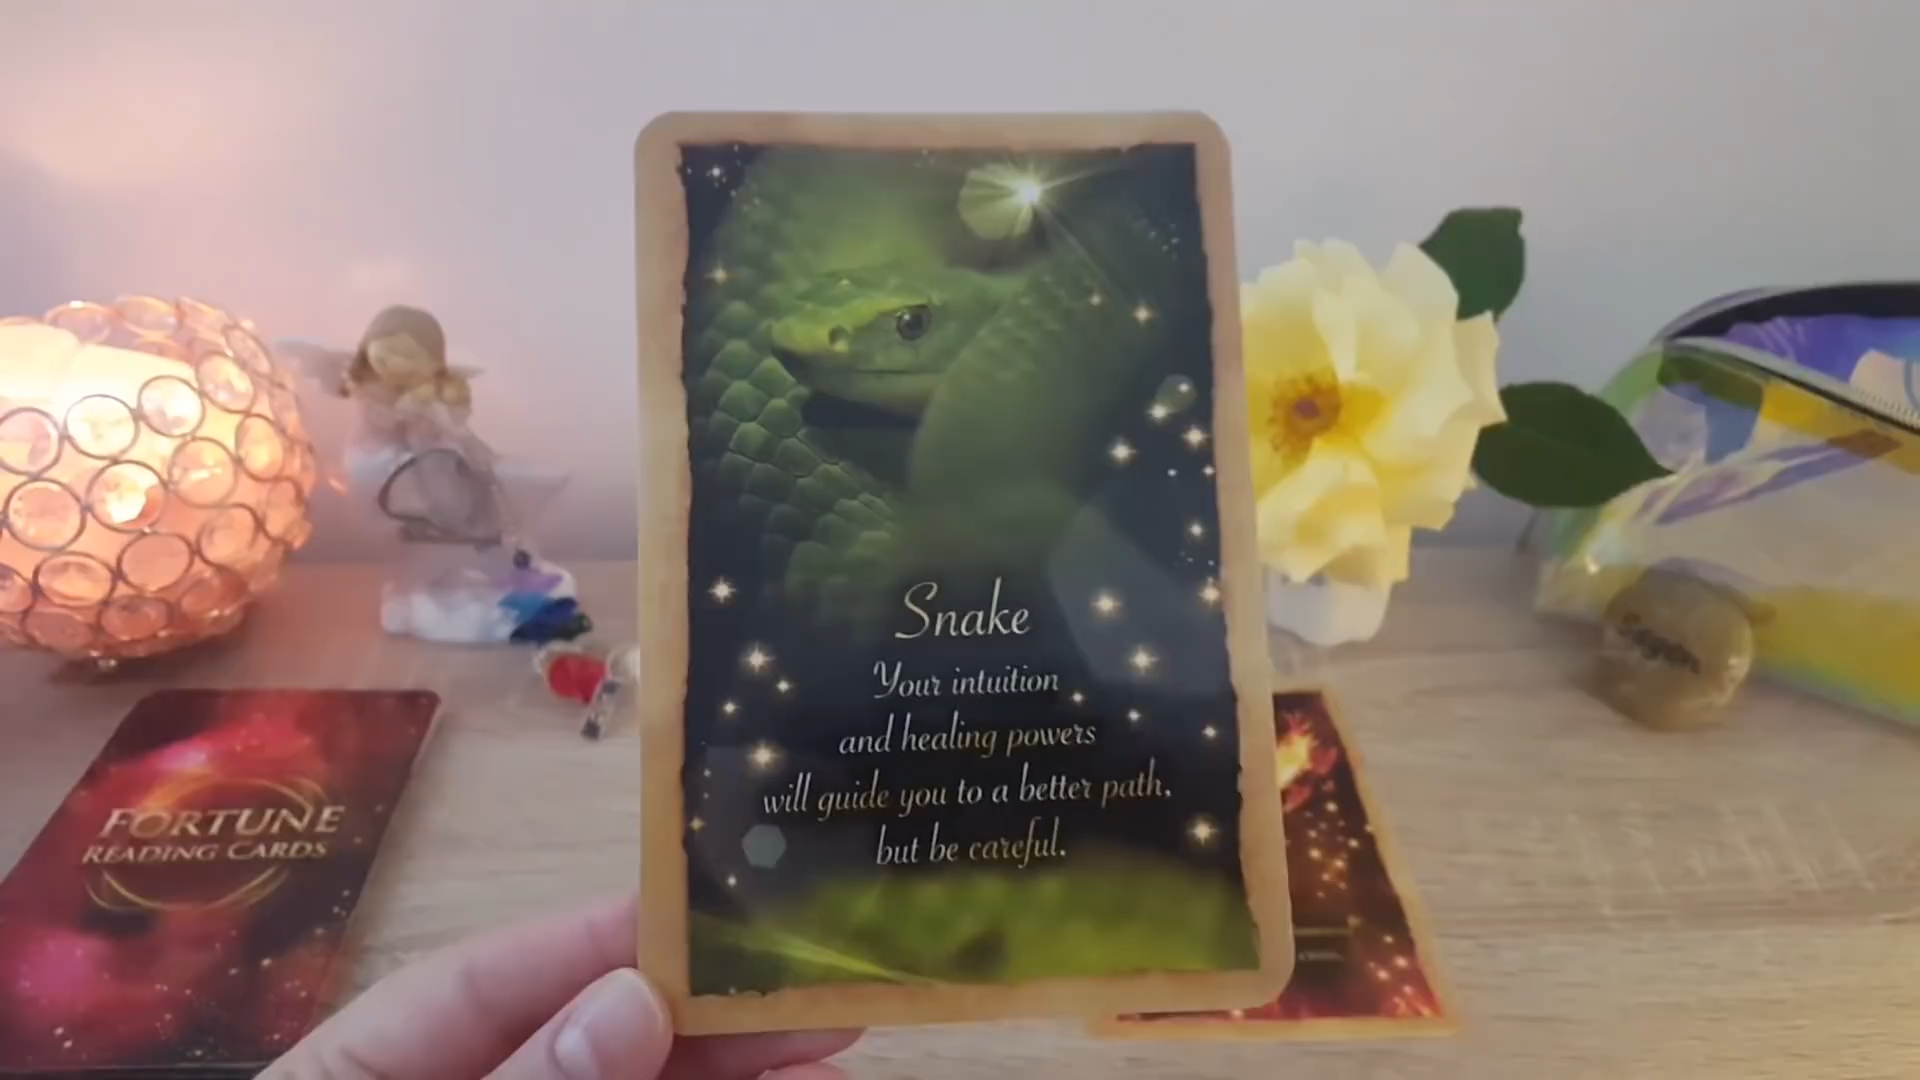 Snake
Your intuition
and healing powers
will guide you to a better path,
but be careful.
FORTUNE
READING CARDS